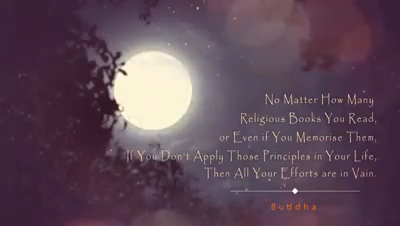 No Matter How Many
Religious Books You Read,
or Even if You Memorise Them,
If You Don't Apply Those Principles in Your Life,
Then All Your Efforts are in Vain.
Buddha